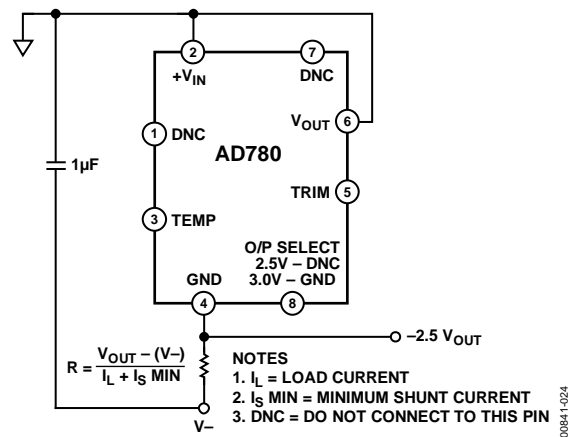 2
7
+VIN
DNC
VOUT 6
1 DNC
AD780
1µF
TRIM 5
3 TEMP
O/P SELECT
2.5V – DNC
3.0V – GND
GND
4
8
–2.5 VOUT
R = VOUT – (V–)
IL + IS MIN
NOTES
1. IL = LOAD CURRENT
2. IS MIN = MINIMUM SHUNT CURRENT
3. DNC = DO NOT CONNECT TO THIS PIN
V–
00841-024